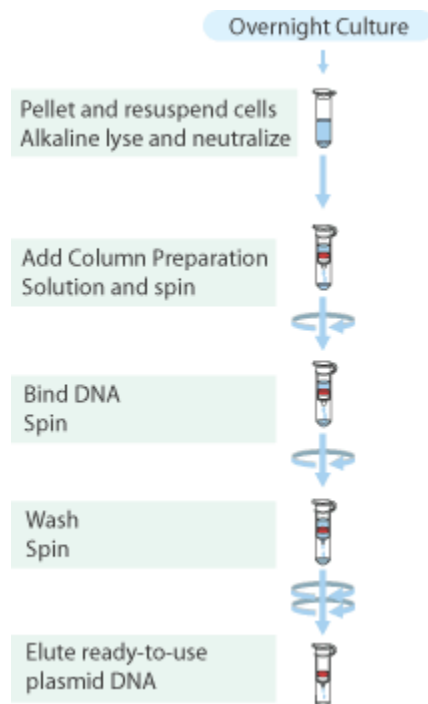 Overnight Culture
Pellet and resuspend cells
Alkaline lyse and neutralize
Add Column Preparation
Solution and spin
Bind DNA
Spin
Wash
Spin
Elute ready-to-use
plasmid DNA